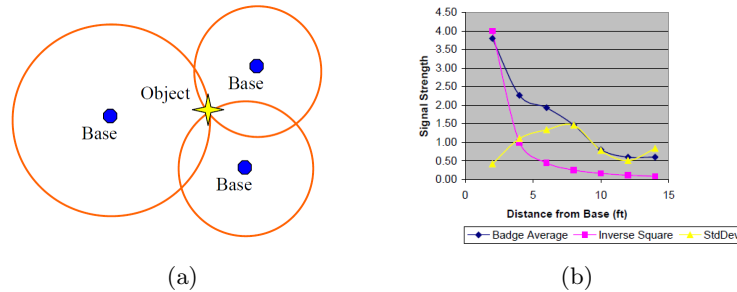 Object
Base
Base
Base
(a)
4.50
4.00
3.50
3.00
2.50
2.00
1.50
1.00
0.50
0.00
Signal Strength
0 5 10 15
Distance from Base (ft)
Badge Average Inverse Square StdDev
(b)